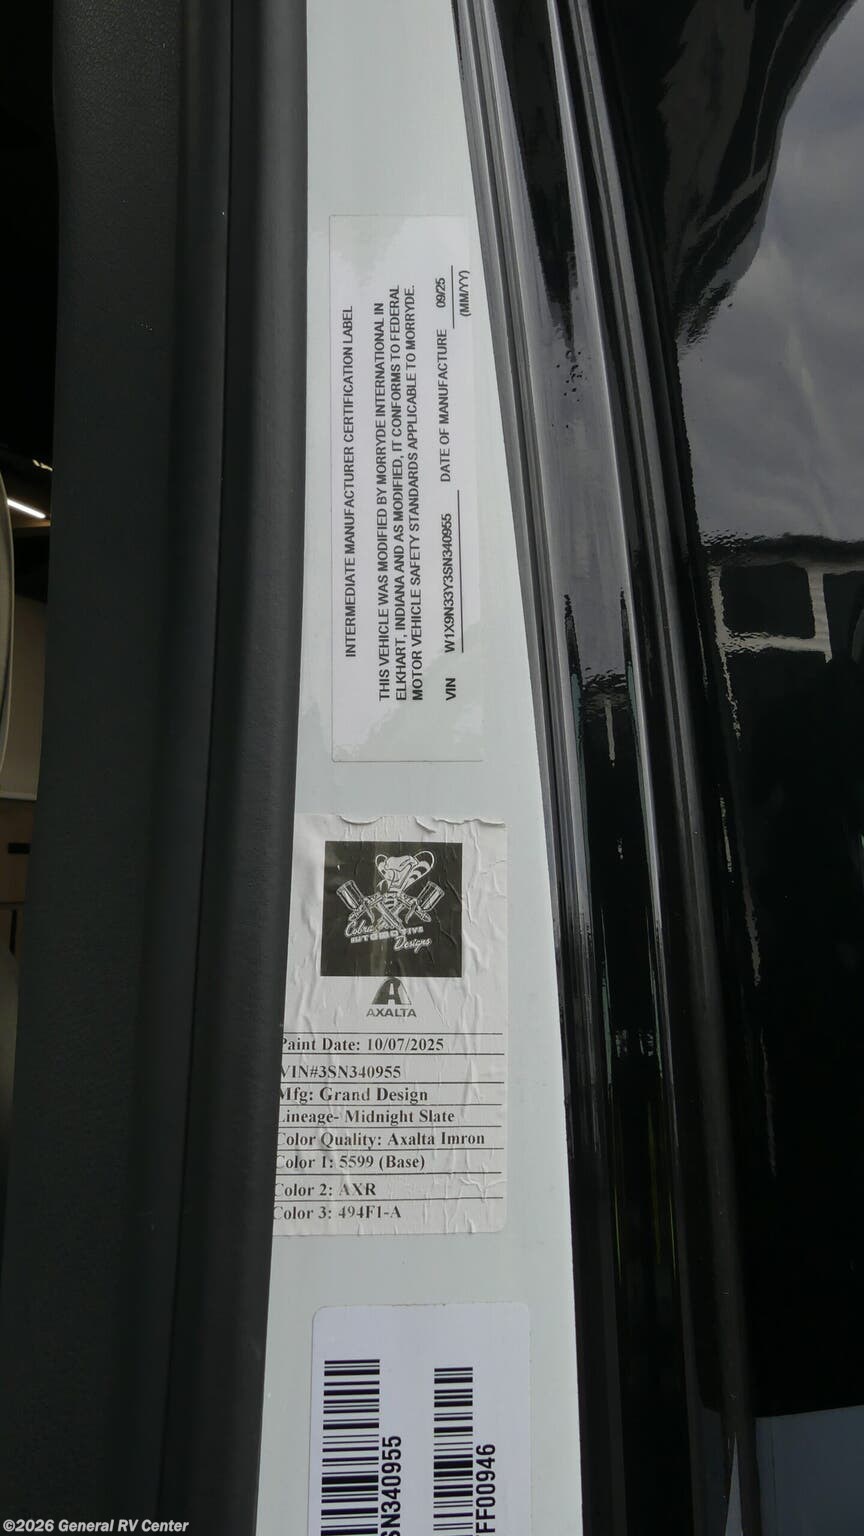 INTERMEDIATE MANUFACTURER CERTIFICATION LABEL
THIS VEHICLE WAS MODIFIED BY MORRYDE INTERNATIONAL IN
ELKHART, INDIANA AND AS MODIFIED, IT CONFORMS TO FEDERAL
MOTOR VEHICLE SAFETY STANDARDS APPLICABLE TO MORRYDE.
VIN W1X9N33Y3SN340955 DATE OF MANUFACTURE 09/25
(MM/YY)
Cobra
AUTOMOTIVE
Designs
AXALTA
Paint Date: 10/07/2025
VIN#3SN340955
Mfg: Grand Design
Lineage- Midnight Slate
Color Quality: Axalta Imron
Color 1: 5599 (Base)
Color 2: AXR
Color 3: 494F1-A
SN340955
FF00946
©2026 General RV Center